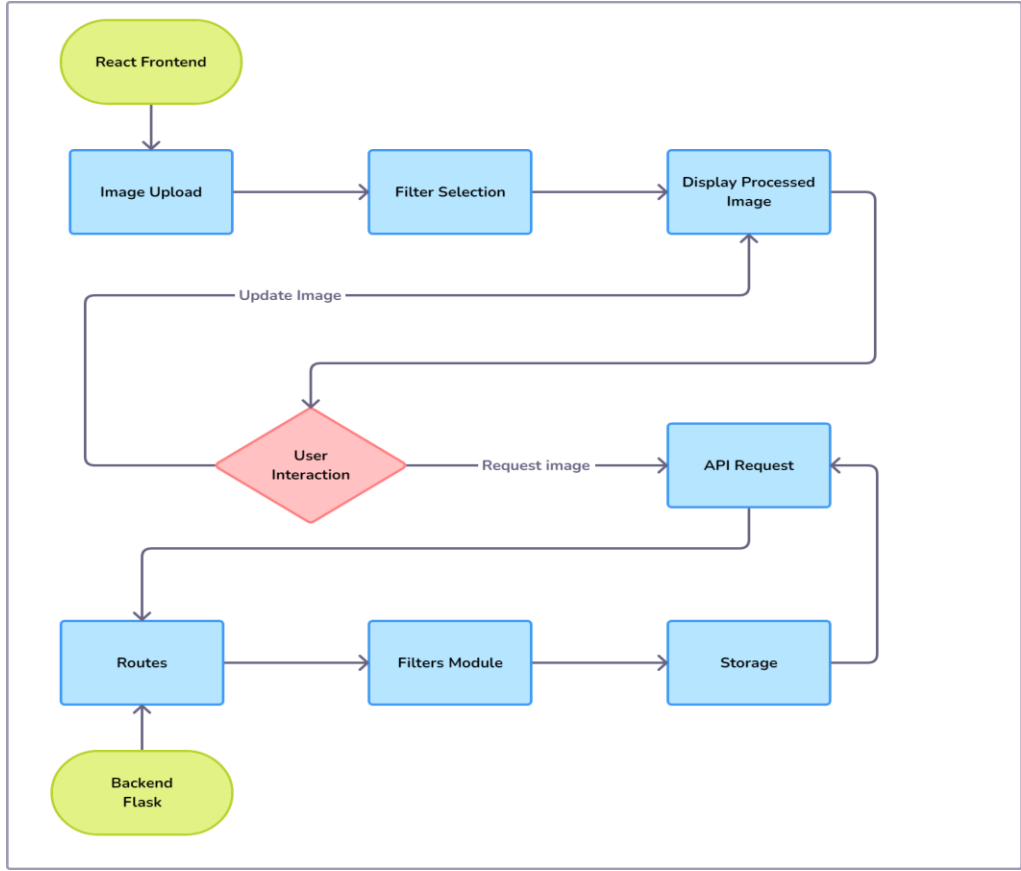 React Frontend
Image Upload
Filter Selection
Display Processed
Image
Update Image
User
Interaction
Request image
API Request
Routes
Filters Module
Storage
Backend
Flask